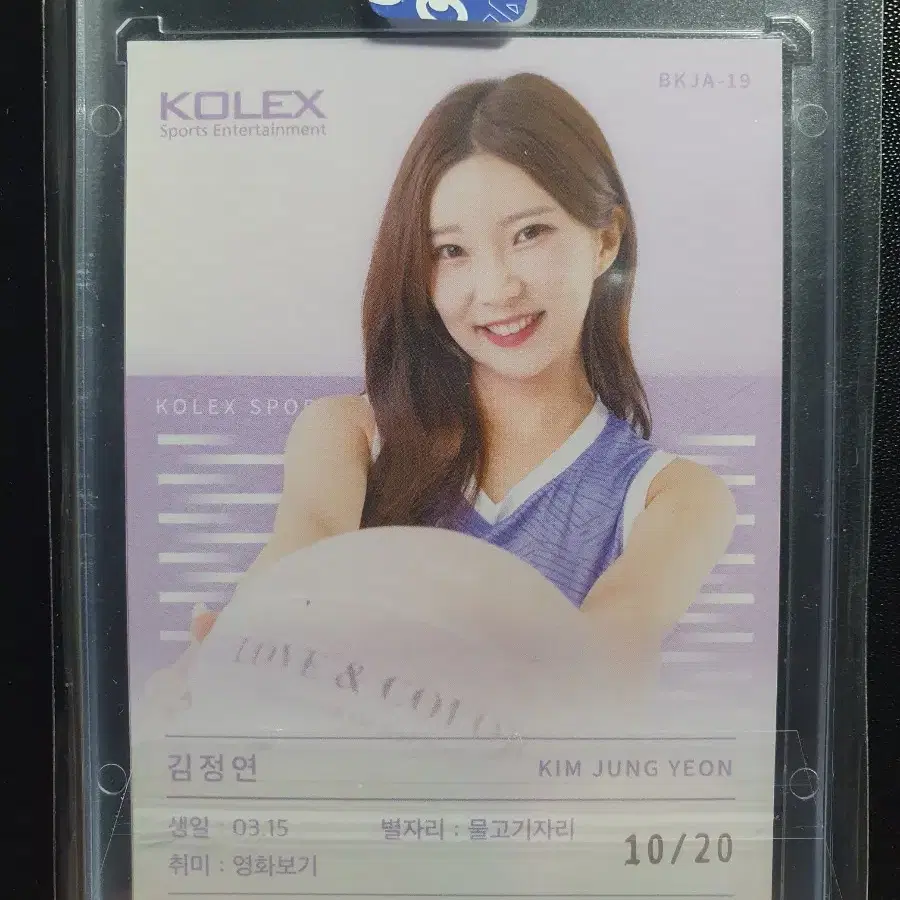 BKJA-19
KOLEX
Sports Entertainment
KOLEX SPO
LOVE &
김정연
KIM JUNG YEON
생일 : 03.15
별자리 : 물고기자리
취미 : 영화보기
10/20